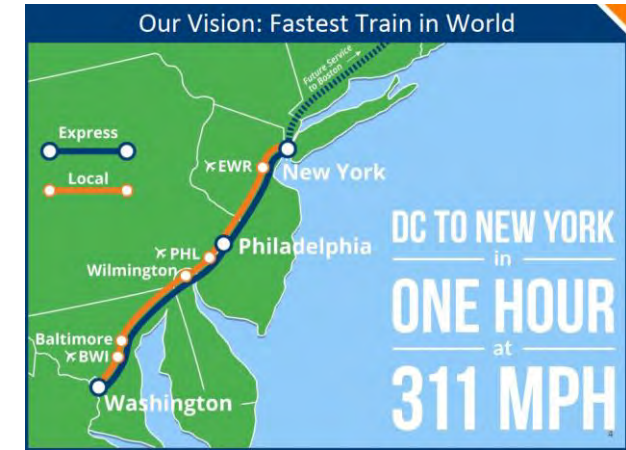 Our Vision: Fastest Train in World
Future Service
to Boston
Express
Local
EWR
New York
PHL
Philadelphia
Wilmington
Baltimore
BWI
Washington
DC TO NEW YORK
in
ONE HOUR
at
311 MPH
8